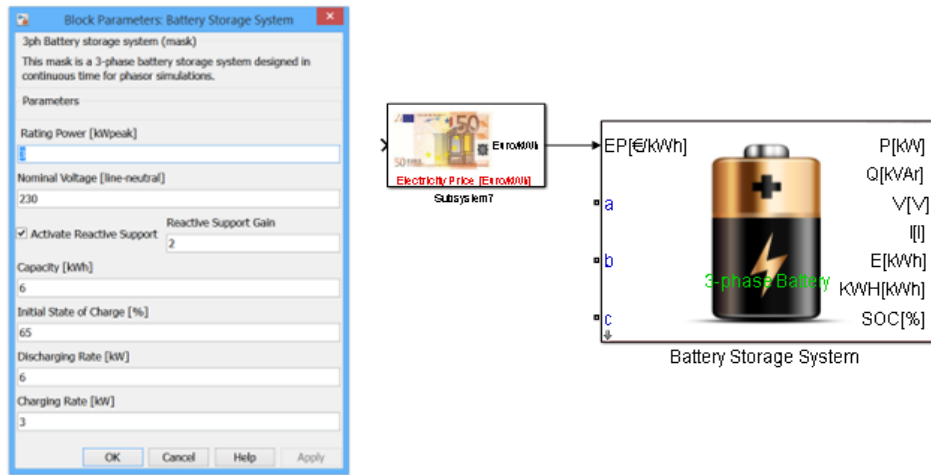 Block Parameters: Battery Storage System
3ph Battery storage system (mask)
This mask is a 3-phase battery storage system designed in
continuous time for phasor simulations.
Parameters
Rating Power [kWpeak]
3
Nominal Voltage [line-neutral]
230
Activate Reactive Support
Reactive Support Gain
2
Capacity [kWh]
6
Initial State of Charge [%]
65
Discharging Rate [kW]
6
Charging Rate [kW]
3
OK Cancel Help Apply
50
50
Euro/kWh
Electricity Price [Euro/kWh]
Subsystem7
EP[€/kWh]
a
b
c
3-phase Battery
P[kW]
Q[kVAr]
V[V]
I[I]
E[kWh]
KWH[kWh]
SOC[%]
Battery Storage System